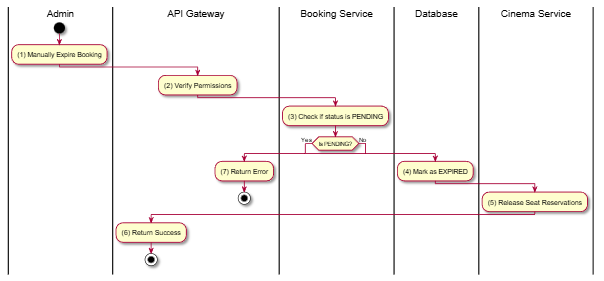 Admin
API Gateway
Booking Service
Database
Cinema Service
(1) Manually Expire Booking
(2) Verify Permissions
(3) Check if status is PENDING
Yes
Is PENDING?
No
(7) Return Error
(4) Mark as EXPIRED
(5) Release Seat Reservations
(6) Return Success